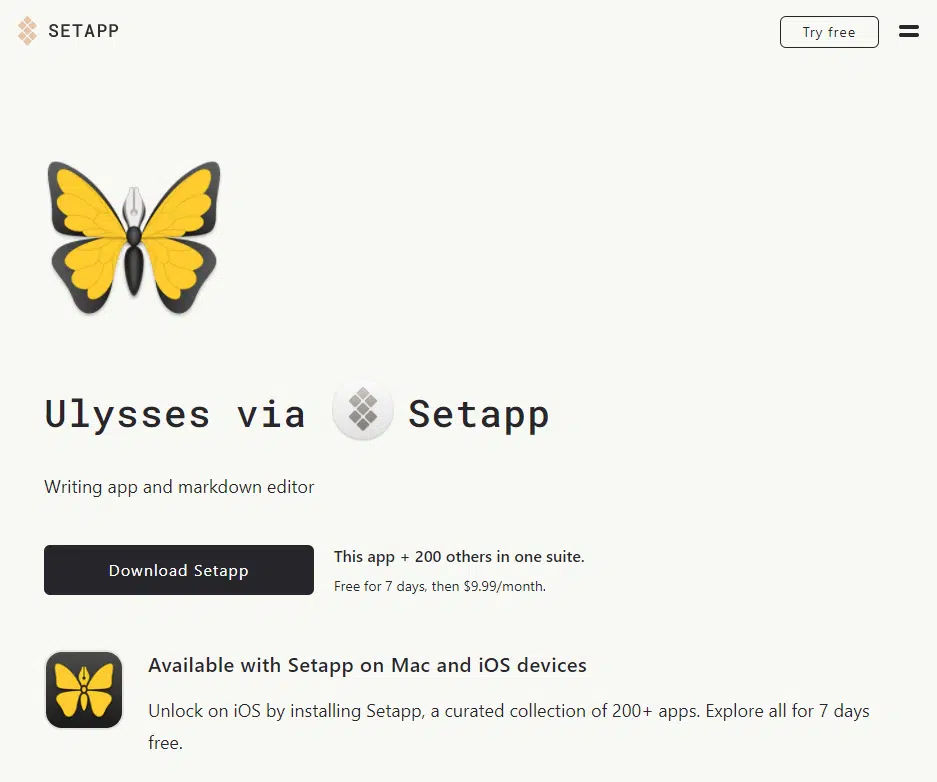 SETAPP
Try free
Ulysses via Setapp
Writing app and markdown editor
Download Setapp
This app + 200 others in one suite.
Free for 7 days, then $9.99/month.
Available with Setapp on Mac and iOS devices
Unlock on iOS by installing Setapp, a curated collection of 200+ apps. Explore all for 7 days
free.